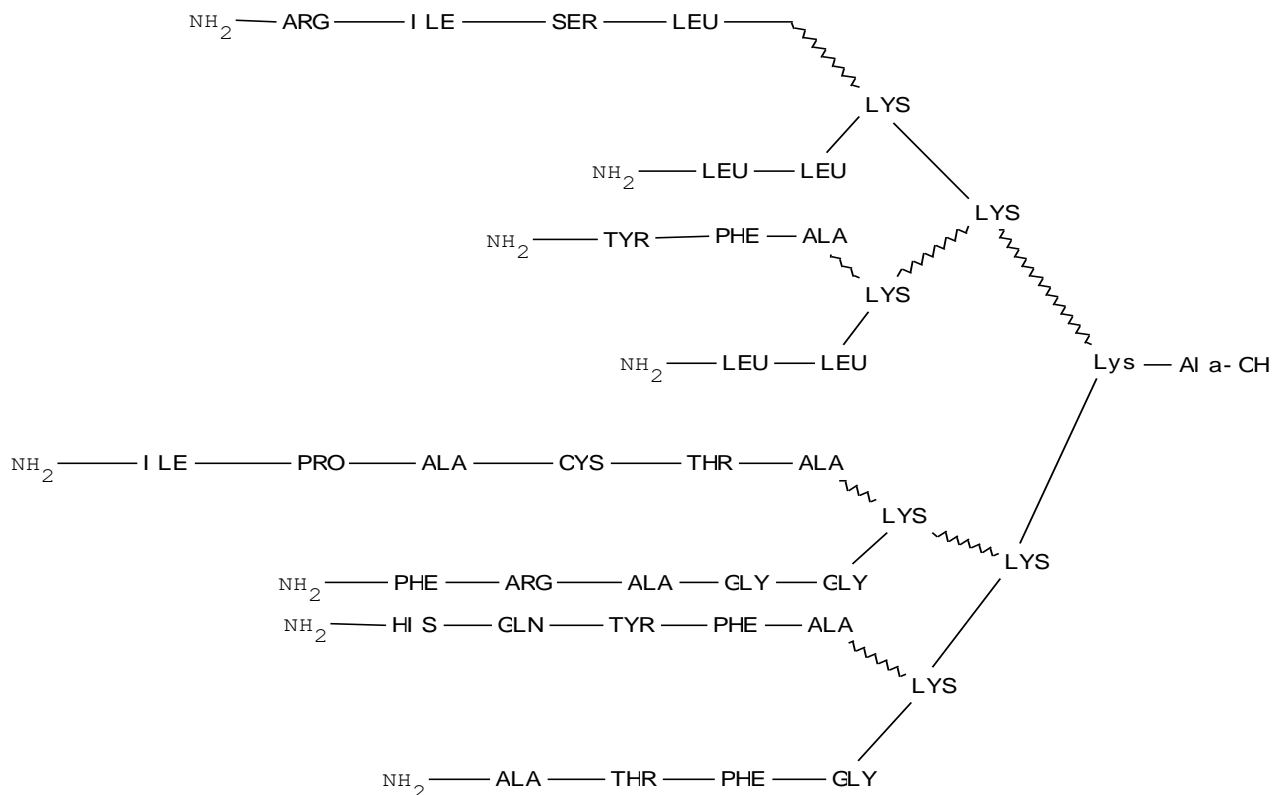 NH2 ARG ILE SER LEU
LYS
NH2 LEU LEU
LYS
NH2 TYR PHE ALA
LYS
NH2 LEU LEU
Lys Ala-CH
NH2 ILE PRO ALA CYS THR ALA
LYS
LYS
NH2 PHE ARG ALA GLY GLY
NH2 HIS GLN TYR PHE ALA
LYS
NH2 ALA THR PHE GLY